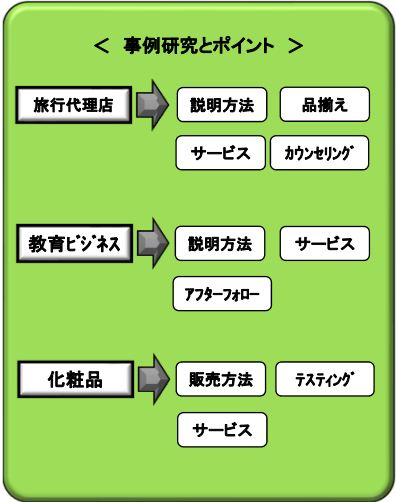 ＜ 事例研究とポイント ＞
旅行代理店 説明方法 品揃え
サービス ｶｳﾝｾﾘﾝｸﾞ
教育ﾋﾞｼﾞﾈｽ 説明方法 サービス
ｱﾌﾀｰﾌｫﾛｰ
化粧品 販売方法 ﾃｽﾃｨﾝｸﾞ
サービス